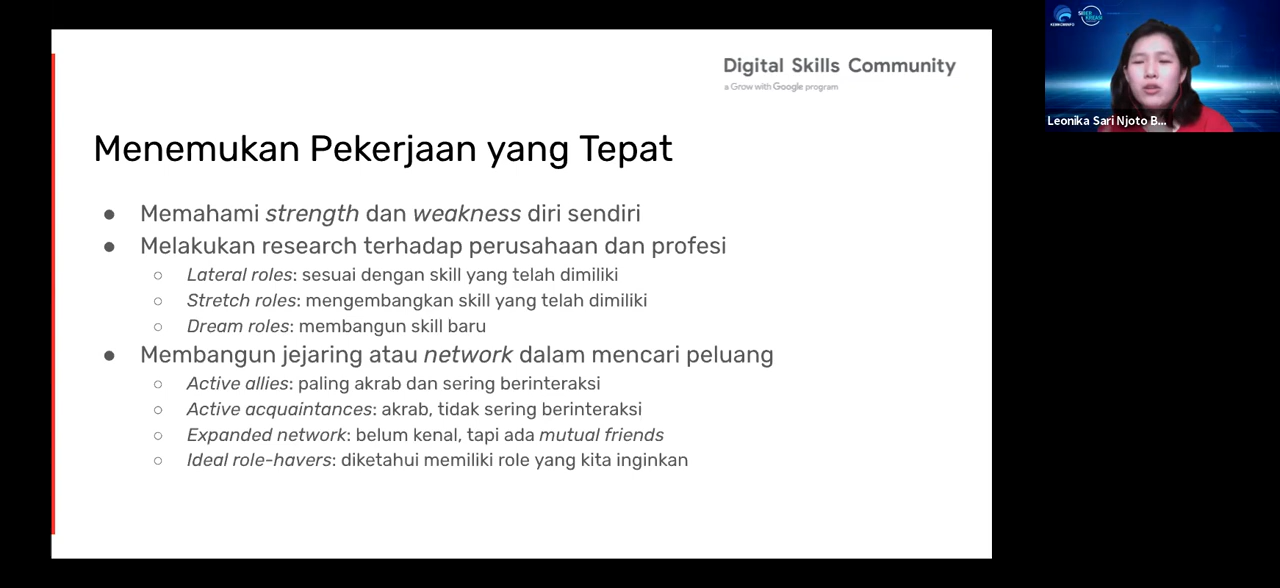 Digital Skills Community
a Grow with Google program
Menemukan Pekerjaan yang Tepat
● Memahami strength dan weakness diri sendiri
● Melakukan research terhadap perusahaan dan profesi
○ Lateral roles: sesuai dengan skill yang telah dimiliki
○ Stretch roles: mengembangkan skill yang telah dimiliki
○ Dream roles: membangun skill baru
● Membangun jejaring atau network dalam mencari peluang
○ Active allies: paling akrab dan sering berinteraksi
○ Active acquaintances: akrab, tidak sering berinteraksi
○ Expanded network: belum kenal, tapi ada mutual friends
○ Ideal role-havers: diketahui memiliki role yang kita inginkan
KOMINFO
SIBER KREASI
Leonika Sari Njoto B...